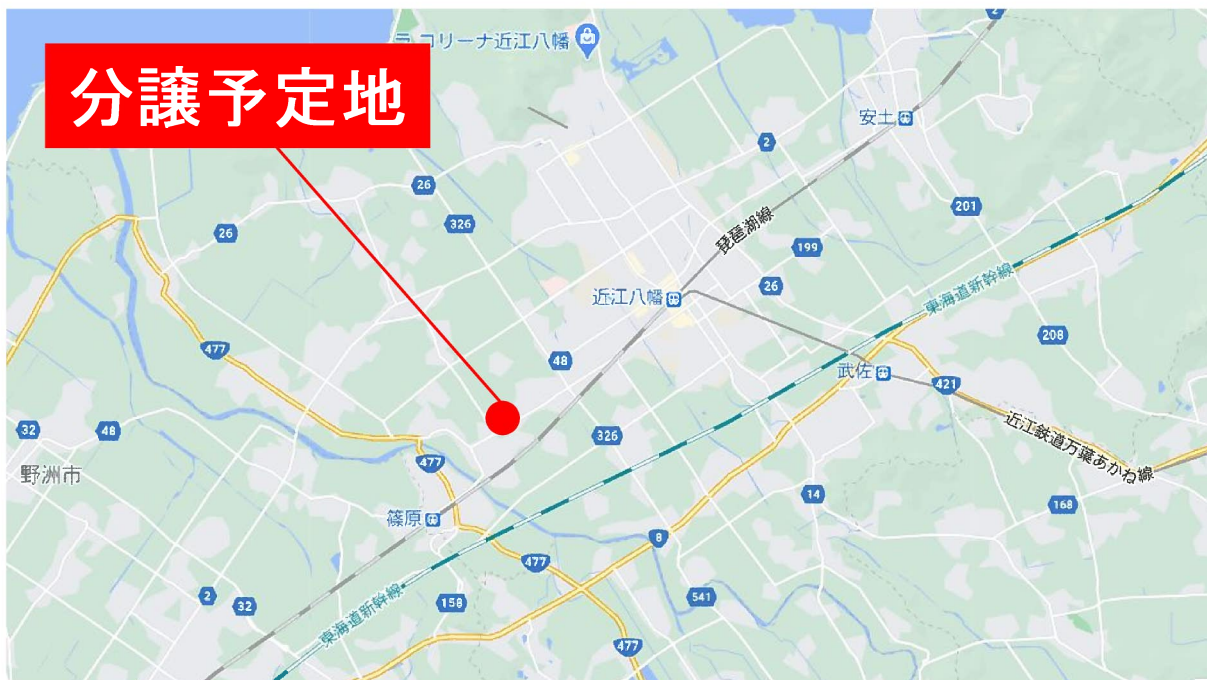 ラ コリーナ近江八幡
2
分譲予定地
安土
2
26
201
326
26
琵琶湖線
199
東海道新幹線
26
近江八幡
208
477
48
武佐
421
近江鉄道万葉あかね線
32
48
326
477
野洲市
14
168
篠原
8
477
2
32
158
541
東海道新幹線
477